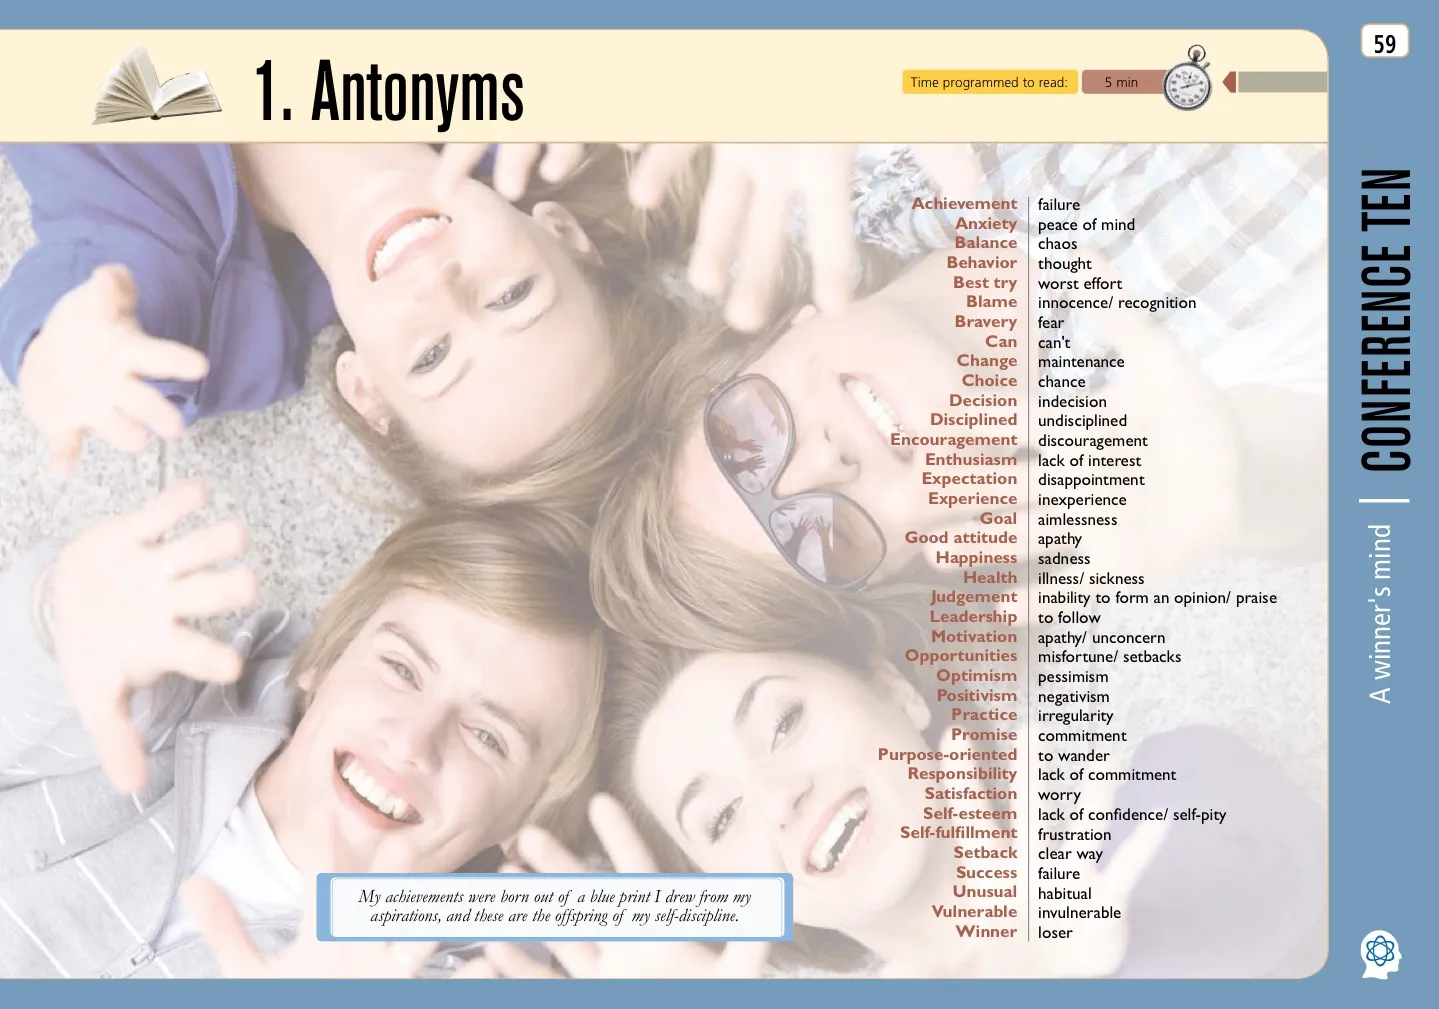 59
1. Antonyms
Time programmed to read: 5 min
CONFERENCE TEN
A winner's mind
Achievement failure
Anxiety peace of mind
Balance chaos
Behavior thought
Best try worst effort
Blame innocence/ recognition
Bravery fear
Can can't
Change maintenance
Choice chance
Decision indecision
Disciplined undisciplined
Encouragement discouragement
Enthusiasm lack of interest
Expectation disappointment
Experience inexperience
Goal aimlessness
Good attitude apathy
Happiness sadness
Health illness/ sickness
Judgement inability to form an opinion/ praise
Leadership to follow
Motivation apathy/ unconcern
Opportunities misfortune/ setbacks
Optimism pessimism
Positivism negativism
Practice irregularity
Promise commitment
Purpose-oriented to wander
Responsibility lack of commitment
Satisfaction worry
Self-esteem lack of confidence/ self-pity
Self-fulfillment frustration
Setback clear way
Success failure
Unusual habitual
Vulnerable invulnerable
Winner loser
My achievements were born out of a blue print I drew from my
aspirations, and these are the offspring of my self-discipline.